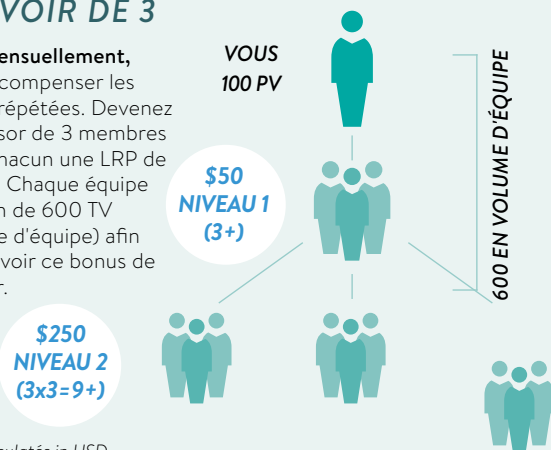 VOIR DE 3
ensuellement,
compenser les
répétées. Devenez
sor de 3 membres
hacun une LRP de
Chaque équipe
n de 600 TV
e d'équipe) afin
voir ce bonus de
r.
VOUS
100 PV
$50
NIVEAU 1
(3+)
600 EN VOLUME D'ÉQUIPE
$250
NIVEAU 2
(3x3=9+)